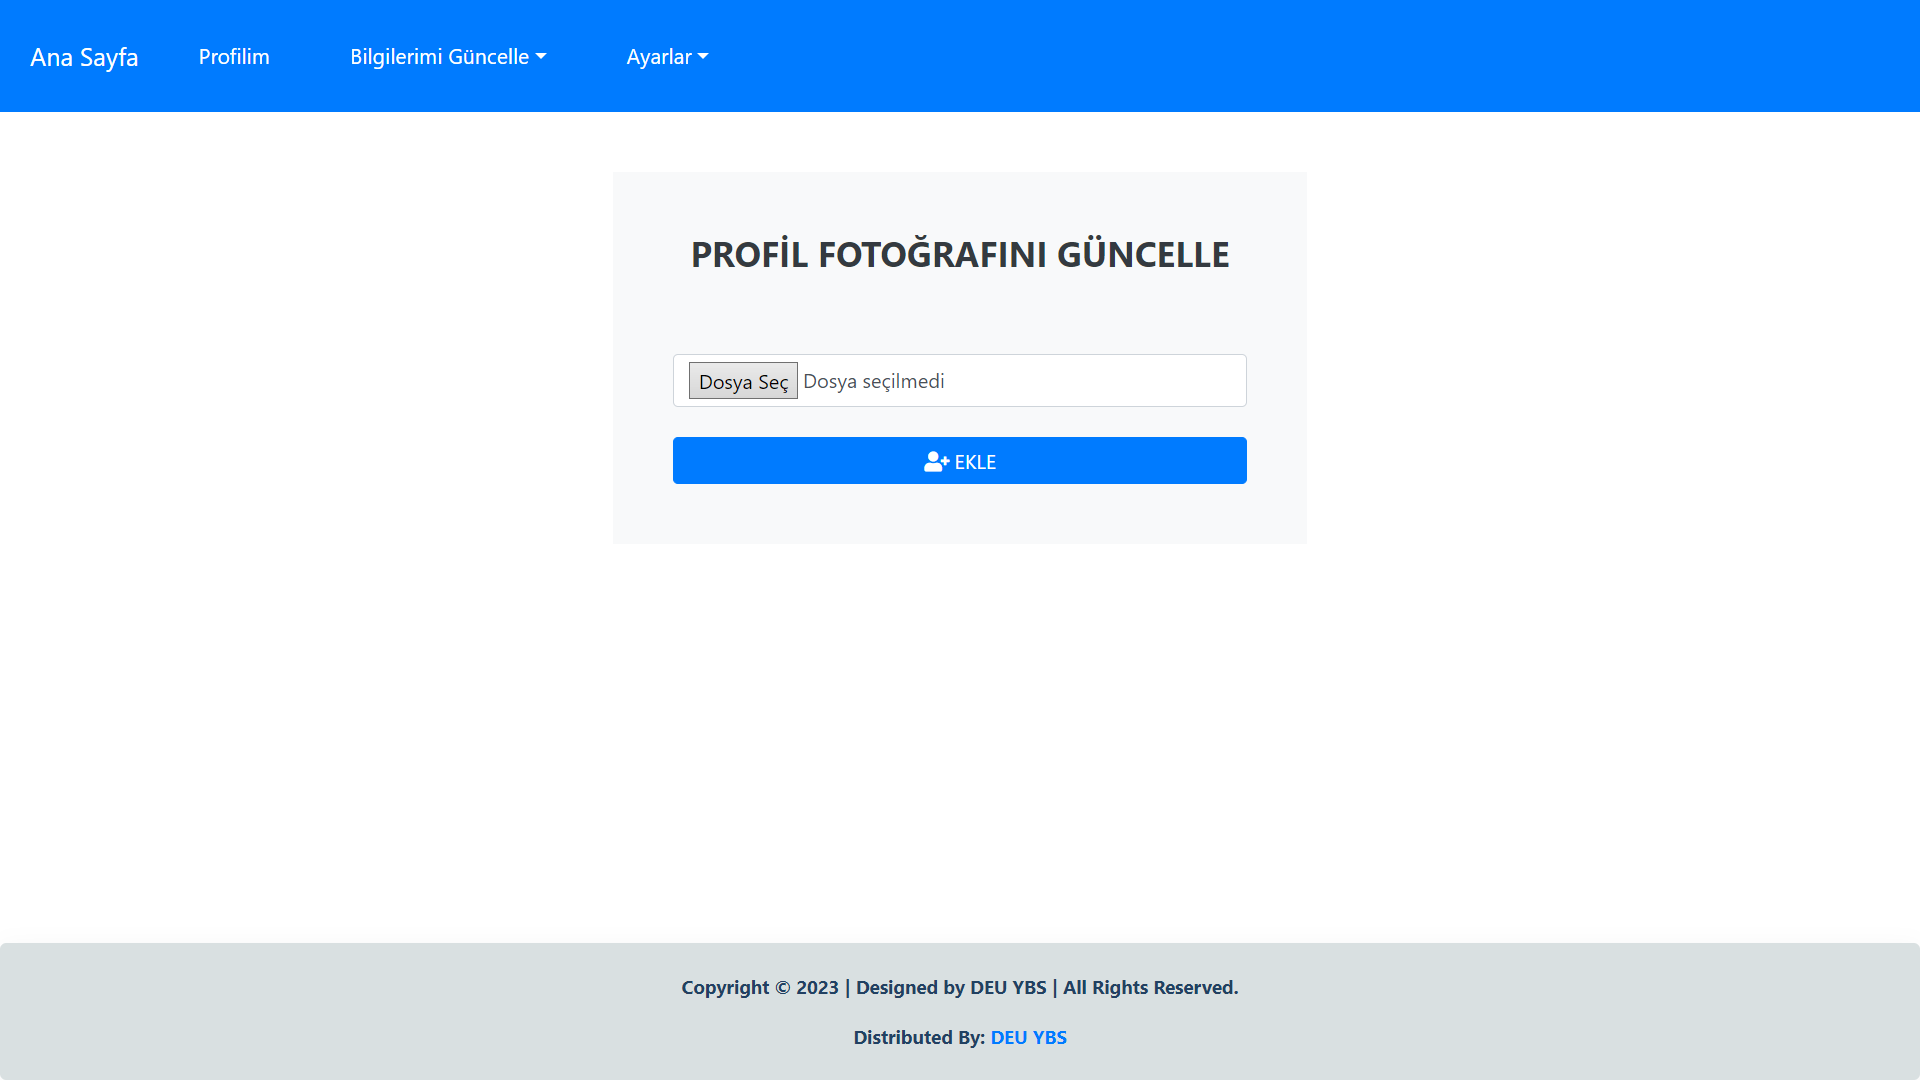 Ana Sayfa Profilim Bilgilerimi Güncelle Ayarlar
PROFİL FOTOĞRAFINI GÜNCELLE
Dosya Seç Dosya seçilmedi
EKLE
Copyright © 2023 | Designed by DEU YBS | All Rights Reserved.
Distributed By: DEU YBS